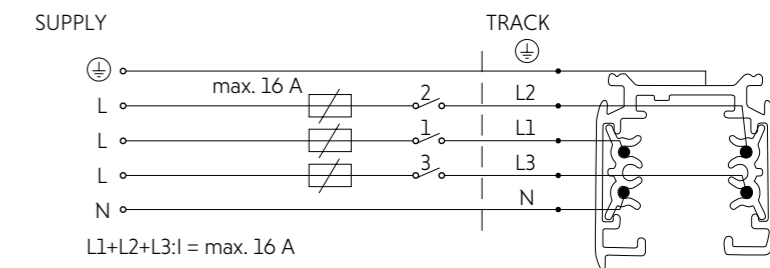 SUPPLY TRACK
max. 16 A
L 2 L2
L 1 L1
L 3 L3
N N
L1+L2+L3:I = max. 16 A